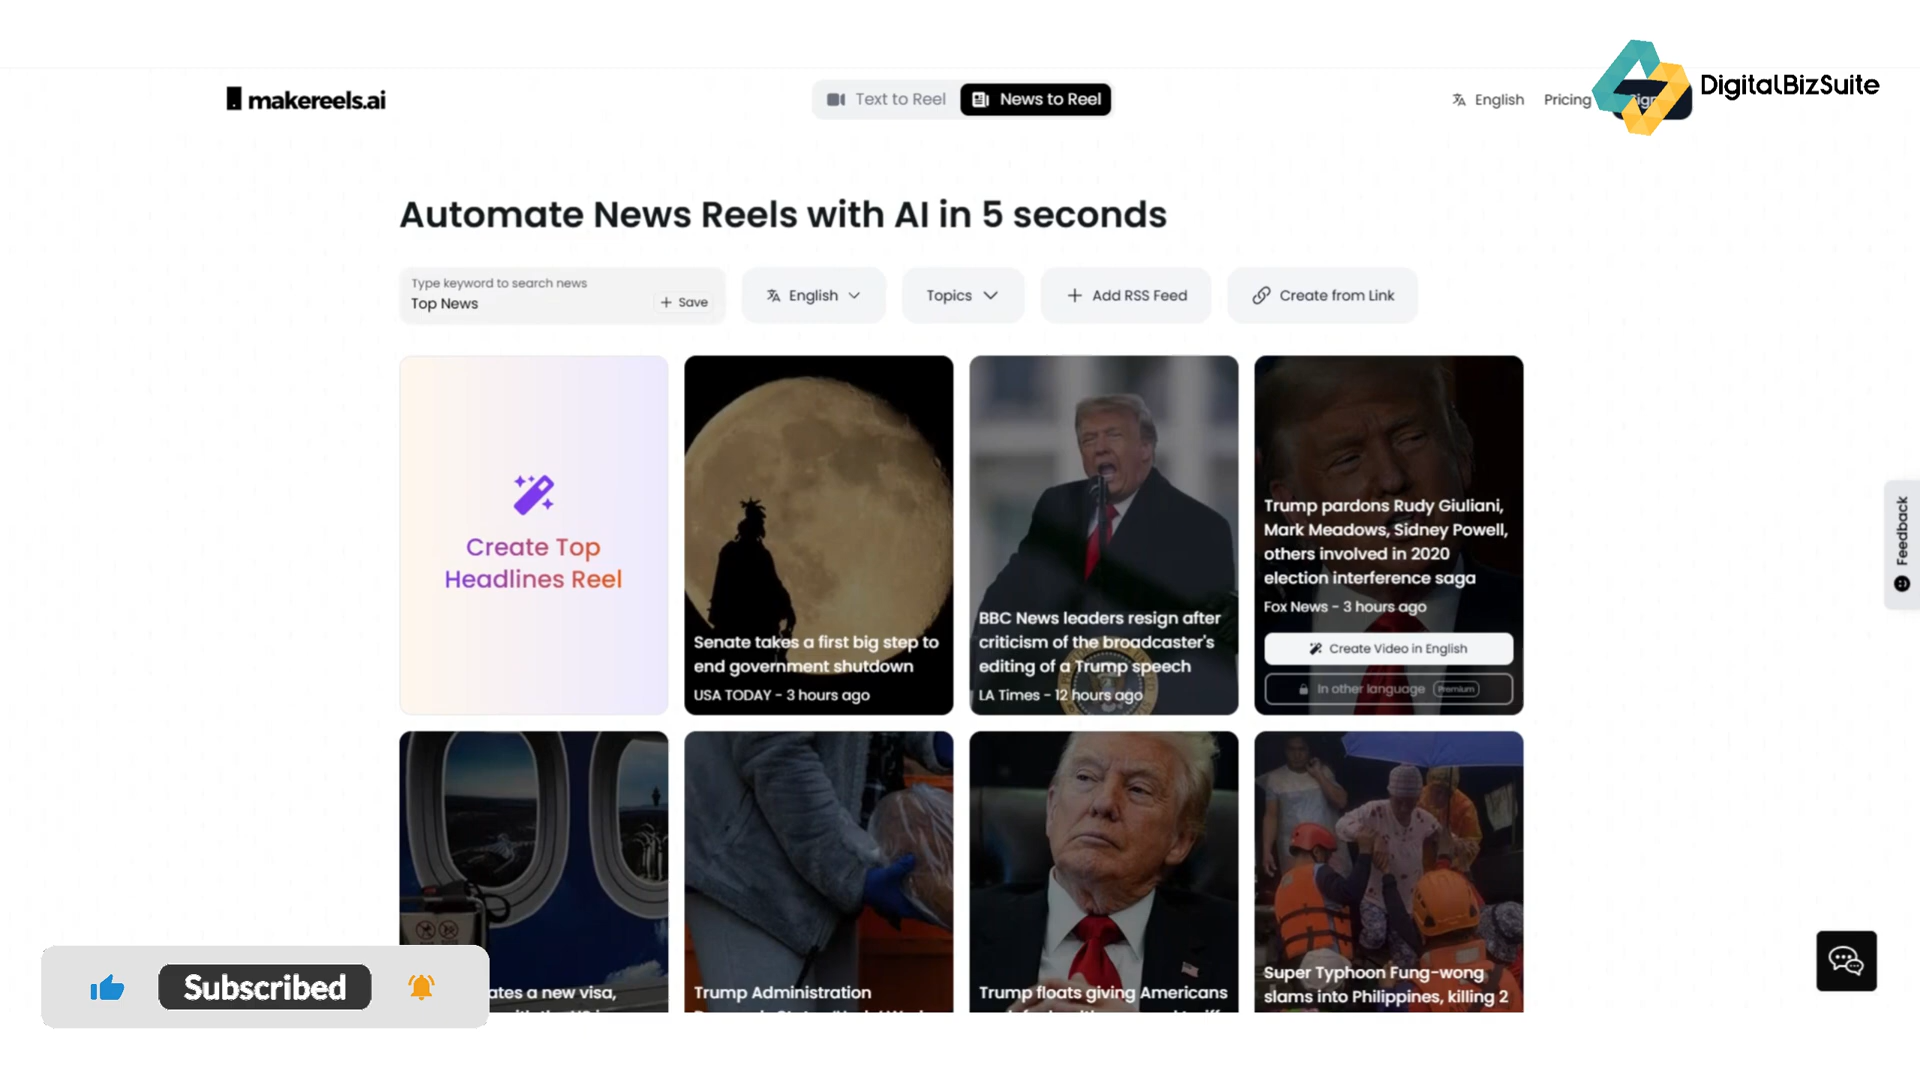 makereels.ai
Text to Reel
News to Reel
English
Pricing
DigitalBizSuite
Automate News Reels with AI in 5 seconds
Type keyword to search news
Top News
+ Save
English
Topics
+ Add RSS Feed
Create from Link
Create Top
Headlines Reel
Senate takes a first big step to
end government shutdown
USA TODAY - 3 hours ago
BBC News leaders resign after
criticism of the broadcaster's
editing of a Trump speech
LA Times - 12 hours ago
Trump pardons Rudy Giuliani,
Mark Meadows, Sidney Powell,
others involved in 2020
election interference saga
Fox News - 3 hours ago
Create Video in English
In other language Premium
Feedback
a new visa,
Trump Administration
Trump floats giving Americans
Super Typhoon Fung-wong
slams into Philippines, killing 2
Subscribed